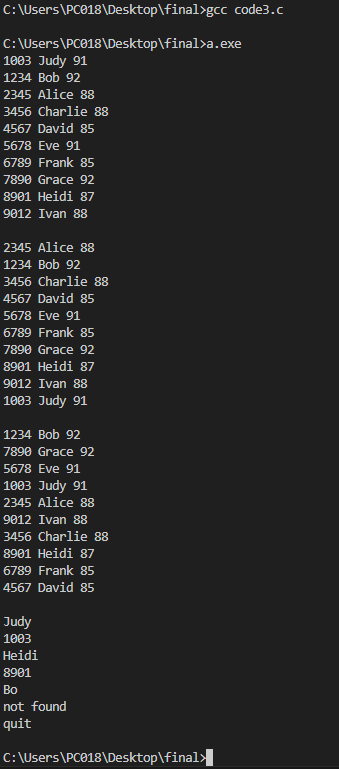 C:\Users\PC018\Desktop\final>gcc code3.c
C:\Users\PC018\Desktop\final>a.exe
1003 Judy 91
1234 Bob 92
2345 Alice 88
3456 Charlie 88
4567 David 85
5678 Eve 91
6789 Frank 85
7890 Grace 92
8901 Heidi 87
9012 Ivan 88
2345 Alice 88
1234 Bob 92
3456 Charlie 88
4567 David 85
5678 Eve 91
6789 Frank 85
7890 Grace 92
8901 Heidi 87
9012 Ivan 88
1003 Judy 91
1234 Bob 92
7890 Grace 92
5678 Eve 91
1003 Judy 91
2345 Alice 88
9012 Ivan 88
3456 Charlie 88
8901 Heidi 87
6789 Frank 85
4567 David 85
Judy
1003
Heidi
8901
Bo
not found
quit
C:\Users\PC018\Desktop\final>